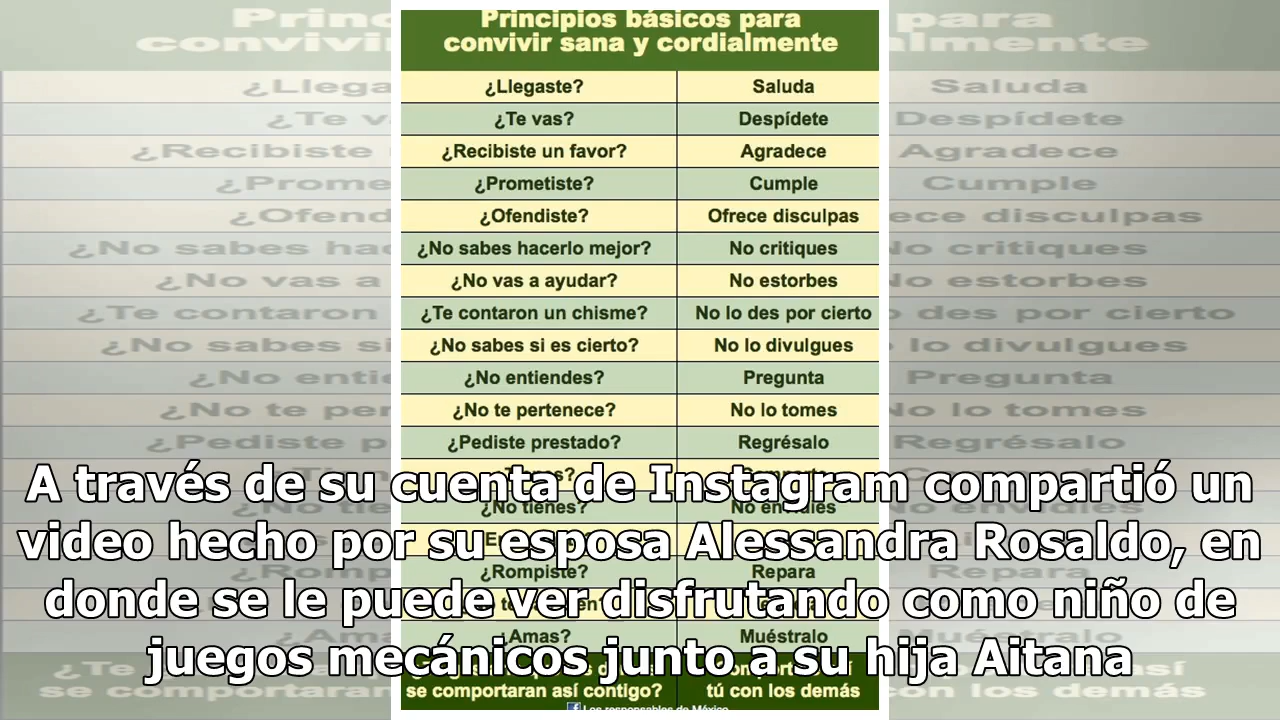 Principios básicos para
convivir sana y cordialmente
¿Llegaste? Saluda
¿Te vas? Despídete
¿Recibiste un favor? Agradece
¿Prometiste? Cumple
¿Ofendiste? Ofrece disculpas
¿No sabes hacerlo mejor? No critiques
¿No vas a ayudar? No estorbes
¿Te contaron un chisme? No lo des por cierto
¿No sabes si es cierto? No lo divulgues
¿No entiendes? Pregunta
¿No te pertenece? No lo tomes
¿Pediste prestado? Regrésalo
¿No tienes? No envidies
¿Rompiste? Repara
¿Amas? Muéstralo
se comportaran así contigo? tú con los demás
Los responsables de México
A través de su cuenta de Instagram compartió un
video hecho por su esposa Alessandra Rosaldo, en
donde se le puede ver disfrutando como niño de
juegos mecánicos junto a su hija Aitana